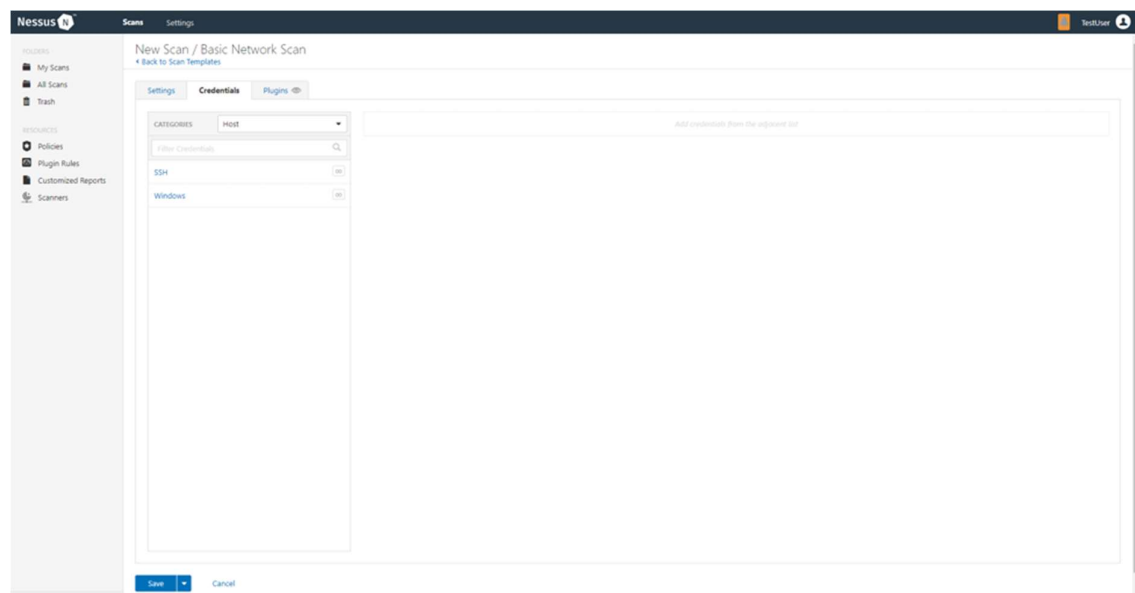 Nessus N
Scans Settings
TestUser
FOLDERS
My Scans
All Scans
Trash
RESOURCES
Policies
Plugin Rules
Customized Reports
Scanners
New Scan / Basic Network Scan
Back to Scan Templates
Settings Credentials Plugins
CATEGORIES Host
Filter Credentials
SSH
Windows
Add credentials from the adjacent list
Save Cancel